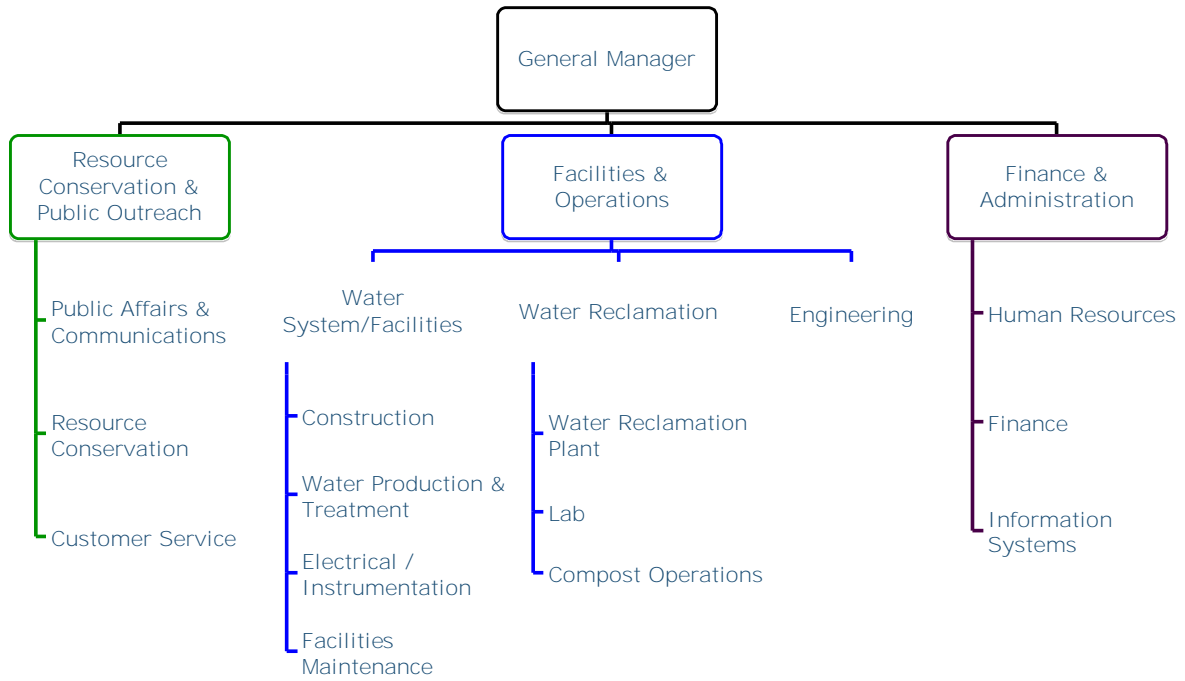 General Manager
Resource
Conservation &
Public Outreach
Facilities &
Operations
Finance &
Administration
Public Affairs &
Communications
Resource
Conservation
Customer Service
Water
System/Facilities
Construction
Water Production &
Treatment
Electrical /
Instrumentation
Facilities
Maintenance
Water Reclamation
Water Reclamation
Plant
Lab
Compost Operations
Engineering
Human Resources
Finance
Information
Systems